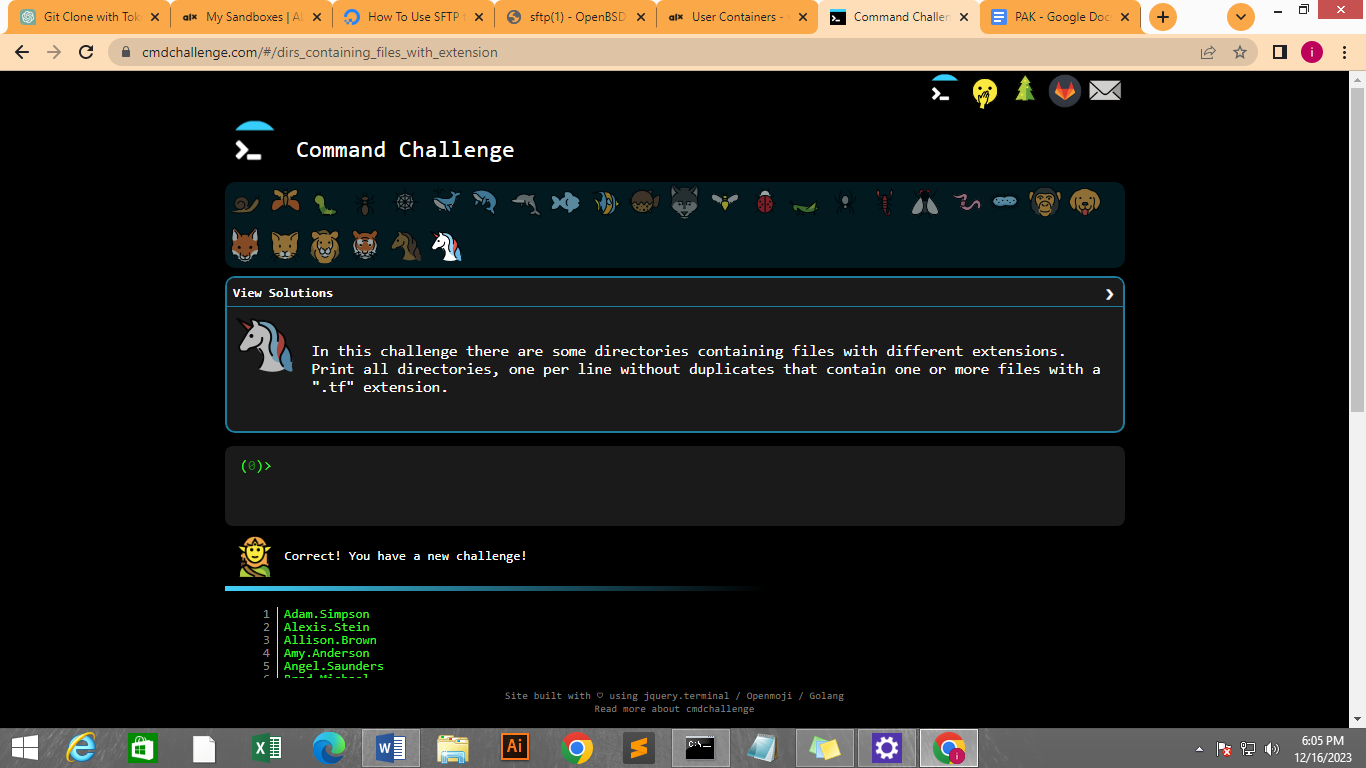 Git Clone with Tok
My Sandboxes | AL
How To Use SFTP t
sftp(1) - OpenBSD
User Containers -
Command Challen
PAK - Google Doc
cmdchallenge.com/#/dirs_containing_files_with_extension
i
Command Challenge
View Solutions
In this challenge there are some directories containing files with different extensions.
Print all directories, one per line without duplicates that contain one or more files with a
".tf" extension.
(0)>
Correct! You have a new challenge!
1 Adam.Simpson
2 Alexis.Stein
3 Allison.Brown
4 Amy.Anderson
5 Angel.Saunders
6 Brad.Michael
Site built with ♡ using jquery.terminal / Openmoji / Golang
Read more about cmdchallenge
6:05 PM
12/16/2023